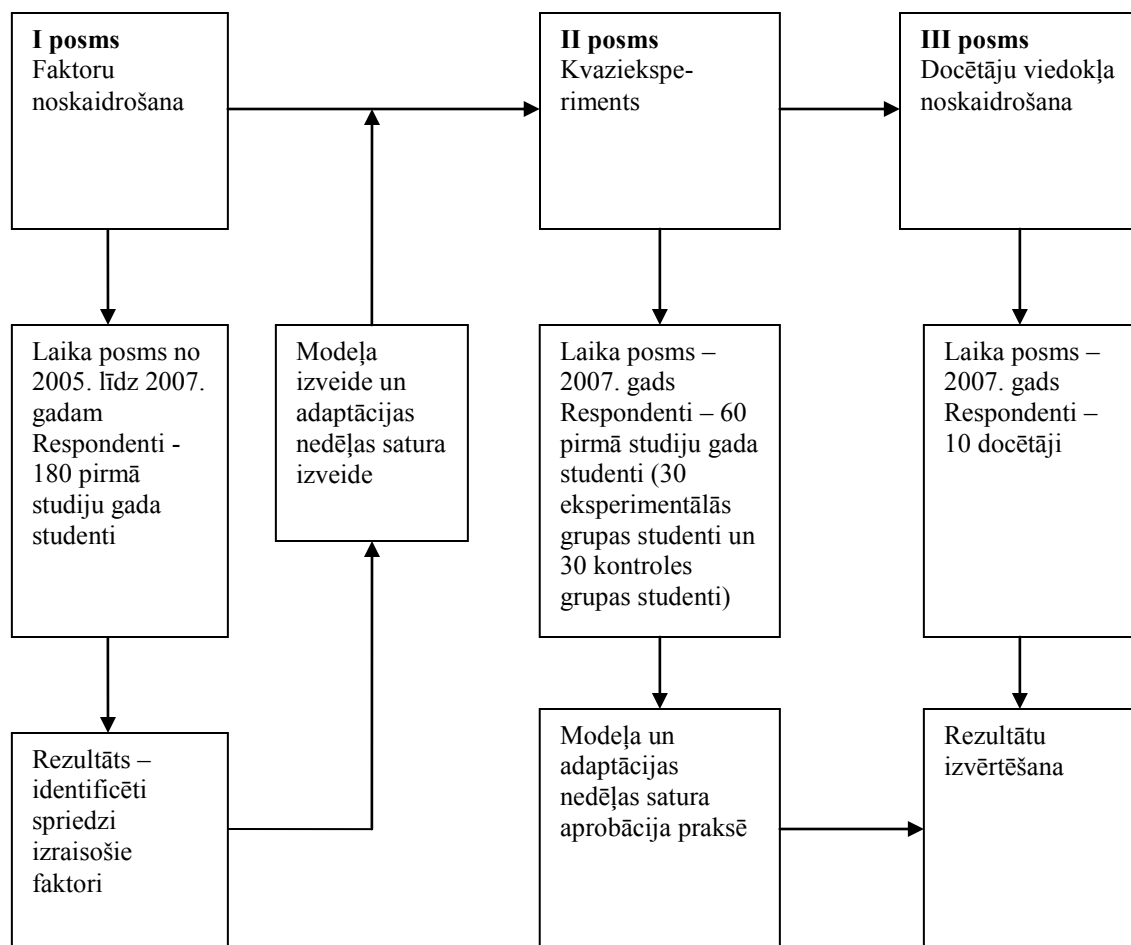 I posms
Faktoru
noskaidrošana
II posms
Kvaziekspe-
riments
III posms
Docētāju viedokļa
noskaidrošana
Laika posms no
2005. līdz 2007.
gadam
Respondenti -
180 pirmā
studiju gada
studenti
Modeļa
izveide un
adaptācijas
nedēļas satura
izveide
Laika posms –
2007. gads
Respondenti – 60
pirmā studiju gada
studenti (30
eksperimentālās
grupas studenti un
30 kontroles
grupas studenti)
Laika posms –
2007. gads
Respondenti –
10 docētāji
Rezultāts –
identificēti
spriedzi
izraisošie
faktori
Modeļa un
adaptācijas
nedēļas satura
aprobācija praksē
Rezultātu
izvērtēšana